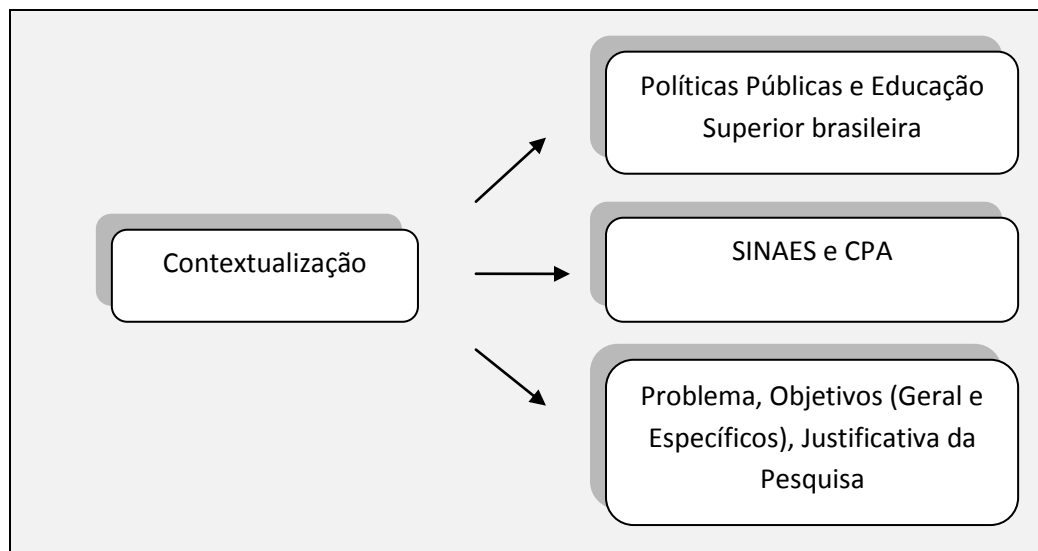 Contextualização
Políticas Públicas e Educação
Superior brasileira
SINAES e CPA
Problema, Objetivos (Geral e
Específicos), Justificativa da
Pesquisa